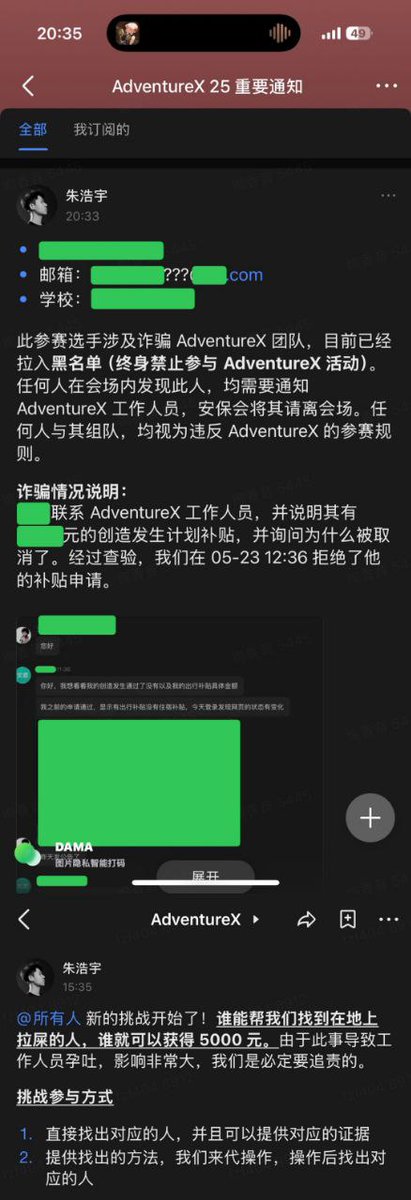 20:35
49
AdventureX 25 重要通知
全部 我订阅的
朱浩宇
20:33
邮箱： ???( .com
学校：
此参赛选手涉及诈骗 AdventureX 团队，目前已经
拉入黑名单（终身禁止参与 AdventureX 活动）。
任何人在会场内发现此人，均需要通知
AdventureX 工作人员，安保会将其请离会场。任
何人与其组队，均视为违反 AdventureX 的参赛规
则。
诈骗情况说明：
联系 AdventureX 工作人员，并说明其有
元的创造发生计划补贴，并询问为什么被取
消了。经过查验，我们在 05-23 12:36 拒绝了他
的补贴申请。
您好
你好，我想看看我的创造发生通过了没有以及我的出行补贴具体金额
我之前的申请通过，显示有出行补贴没有住宿补贴，今天登录发现网页的状态有变化
DAMA
图片隐私智能打码
展开
AdventureX
朱浩宇
15:35
@所有人 新的挑战开始了！谁能帮我们找到在地上
拉屎的人，谁就可以获得 5000 元。由于此事导致工
作人员孕吐，影响非常大，我们是必定要追责的。
挑战参与方式
1. 直接找出对应的人，并且可以提供对应的证据
2. 提供找出的方法，我们来代操作，操作后找出对
应的人